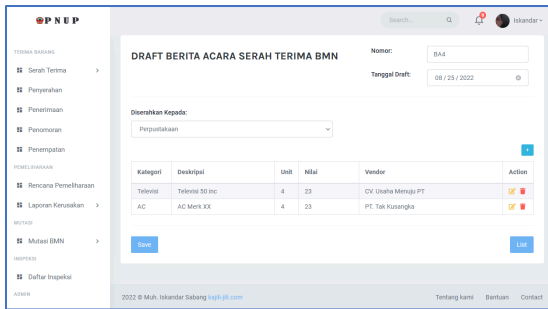 PNUP
Search...
Iskandar
TERIMA BARANG
Serah Terima
Penyerahan
Penerimaan
Penomoran
Penempatan
PEMELIHARAAN
Rencana Pemeliharaan
Laporan Kerusakan
MUTASI
Mutasi BMN
INSPEKSI
Daftar Inspeksi
ADMIN
DRAFT BERITA ACARA SERAH TERIMA BMN
Nomor: BA4
Tanggal Draft: 08 / 25 / 2022
Diserahkan Kepada:
Perpustakaan
+
Kategori Deskripsi Unit Nilai Vendor Action
Televisi Televisi 50 inc 4 23 CV. Usaha Menuju PT
AC AC Merk XX 4 23 PT. Tak Kusangka
Save List
2022 © Muh. Iskandar Sabang Tentang kami Bantuan Contact